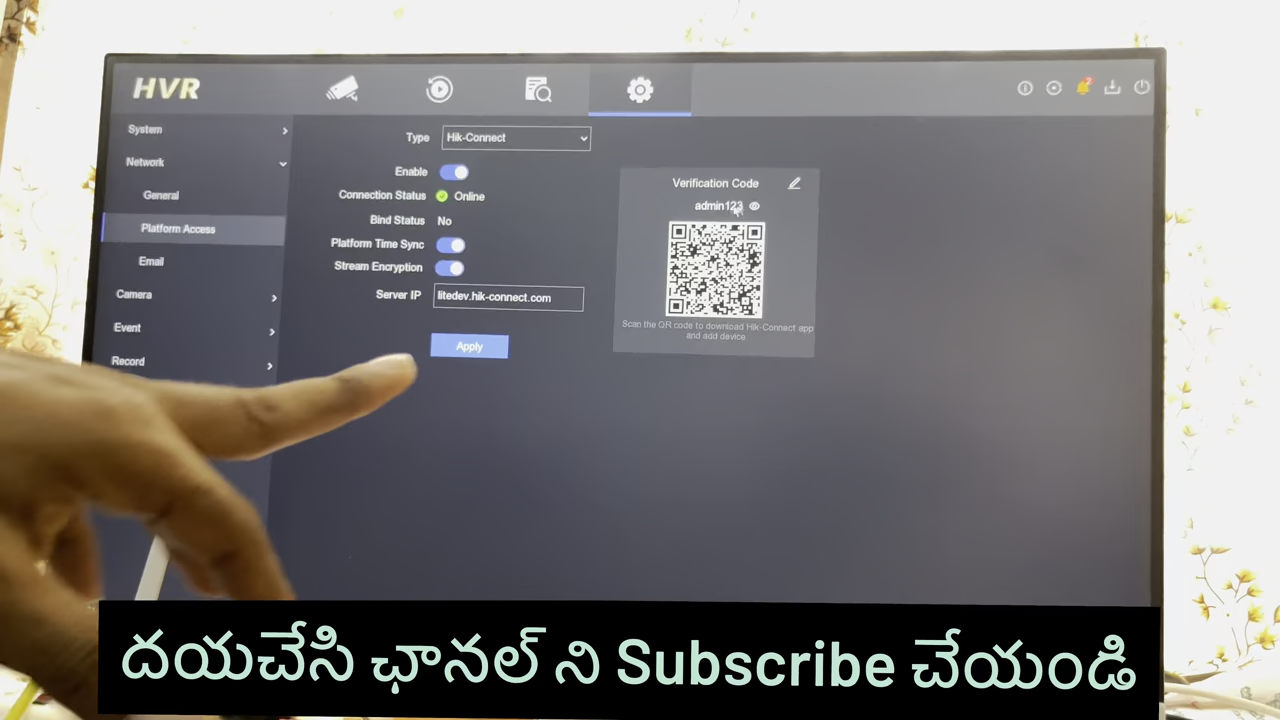 HVR
2
System
Network
General
Platform Access
Email
Camera
Event
Record
Type Hik-Connect
Enable
Connection Status Online
Bind Status No
Platform Time Sync
Stream Encryption
Server IP litedev.hik-connect.com
Apply
Verification Code
admin123
Scan the QR code to download Hik-Connect app
and add device
దయచేసి ఛానల్ ని Subscribe చేయండి